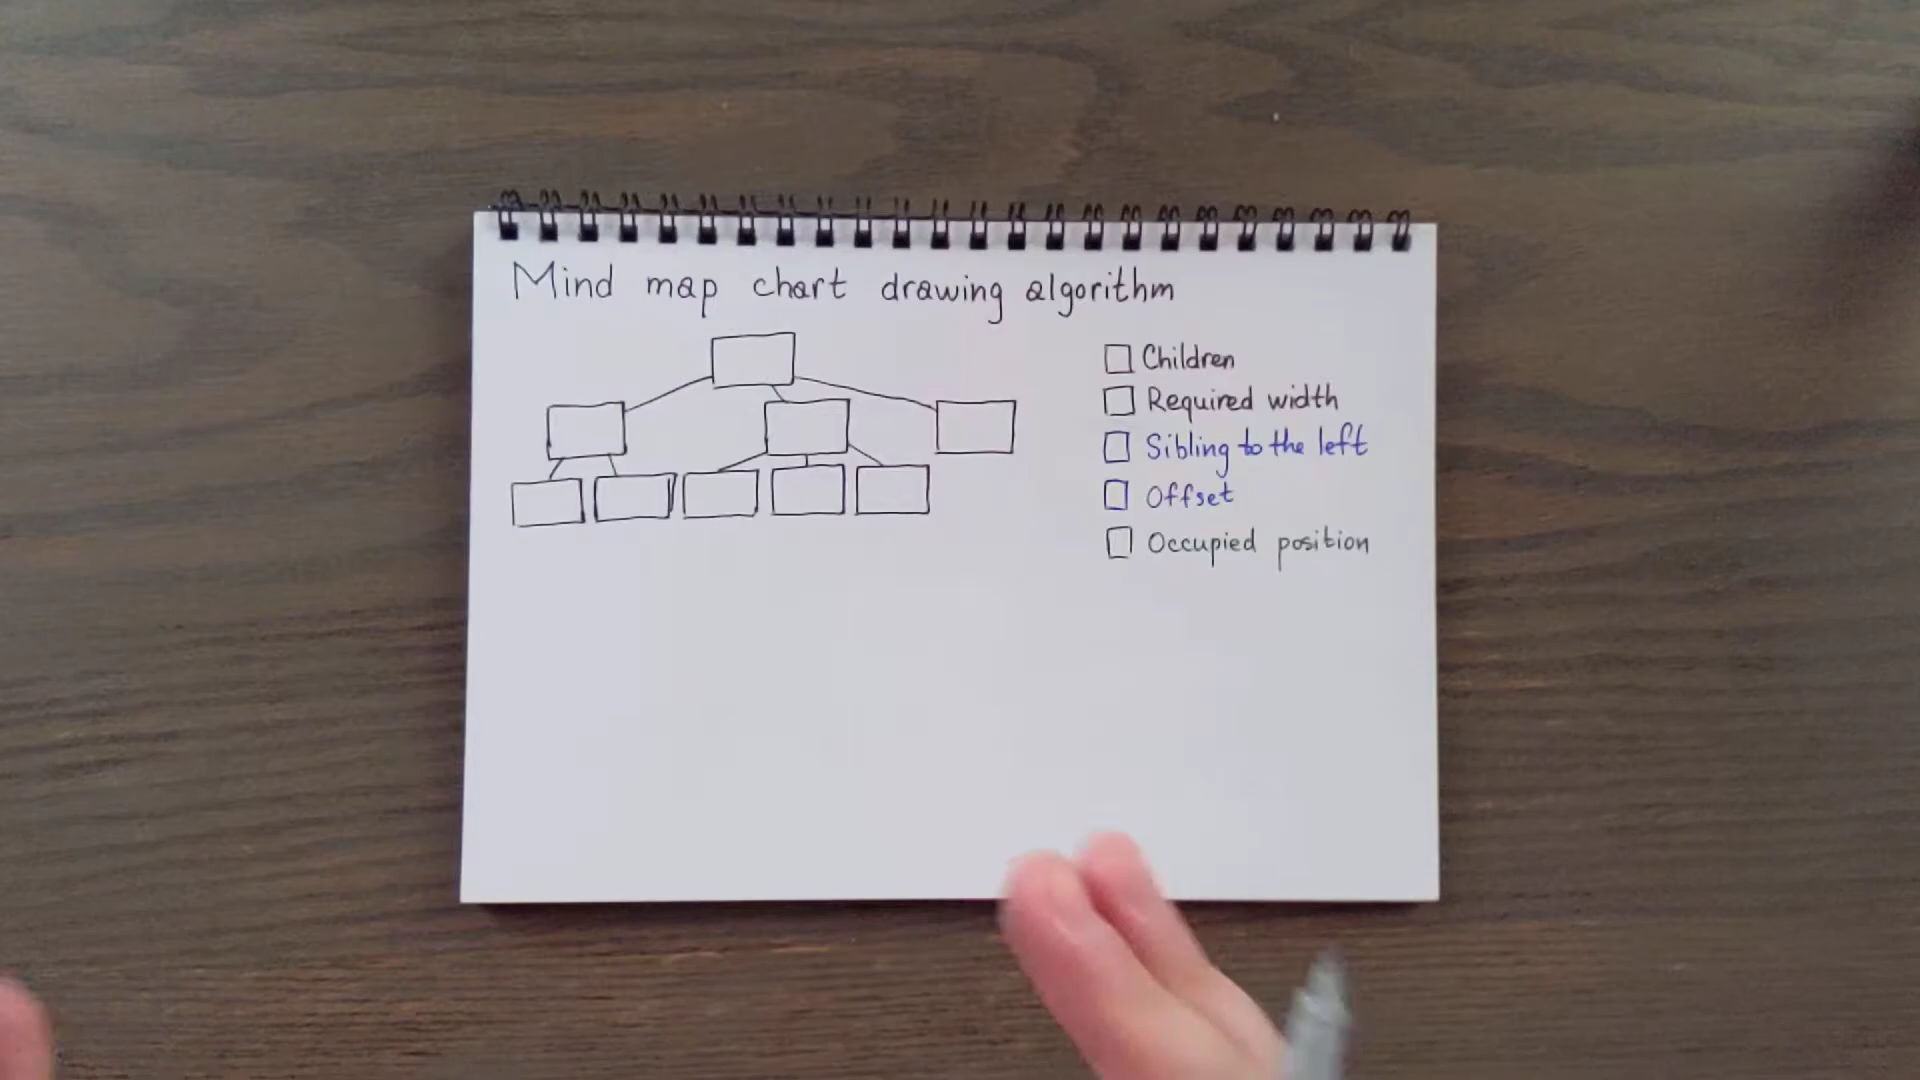 Mind map chart drawing algorithm
Children
Required width
Sibling to the left
Offset
Occupied position